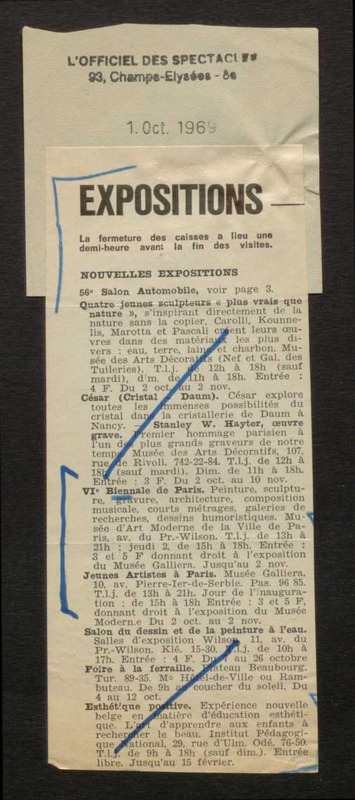 L'OFFICIEL DES SPECTACLES
93, Champs-Elysées - 8e
1. Oct. 1969
EXPOSITIONS —
La fermeture des caisses a lieu une
demi-heure avant la fin des visites.
NOUVELLES EXPOSITIONS
56e Salon Automobile, voir page 3.
Quatre jeunes sculpteurs « plus vrais que
nature », s'inspirant directement de la
nature sans la copier. Carolli, Kounne-
lis, Marotta et Pascali créent leurs œu-
vres dans des matériaux les plus di-
vers : eau, terre, laine et charbon. Mu-
sée des Arts Décoratifs (Nef et Gal. des
Tuileries). T.l.j. de 12h à 18h (sauf
mardi), dim. de 11h à 18h. Entrée :
4 F. Du 2 oct. au 2 nov.
César (Cristal Daum). César explore
toutes les immenses possibilités du
cristal dans la cristallerie de Daum à
Nancy. Stanley W. Hayter, œuvre
grave. Premier hommage parisien à
l'un des plus grands graveurs de notre
temps. Musée des Arts Décoratifs, 107,
rue de Rivoli. 742-22-84. T.l.j. de 12h à
18h (sauf mardi). Dim. de 11h à 18h.
Entrée : 3 F. Du 2 oct. au 10 nov.
VIe Biennale de Paris. Peinture, sculptu-
re, gravure, architecture, composition
musicale, courts métrages, galeries de
recherches, dessins humoristiques. Mu-
sée d'Art Moderne de la Ville de Pa-
ris, av. du Pr.-Wilson. T.l.j. de 13h à
21h ; jeudi 2, de 15h à 18h. Entrée :
3 et 5 F donnant droit à l'exposition
du Musée Galliera. Jusqu'au 2 nov.
Jeunes Artistes à Paris. Musée Galliera,
10, av. Pierre-Ier-de-Serbie. Pas. 96 85.
T.l.j. de 13h à 21h. Jour de l'inaugura-
tion : de 15h à 18h Entrée : 3 et 5 F,
donnant droit à l'exposition du Musée
Moderne Du 2 oct. au 2 nov.
Salon du dessin et de la peinture à l'eau.
Salles d'exposition Wilson, 11, av. du
Pr.-Wilson. Klé. 15-30. T.l.j. de 10h à
17h. Entrée : 4 F. Du au 26 octobre
Foire à la ferraille. Plateau Beaubourg.
Tur. 89-35. Mo Hôtel-de-Ville ou Ram-
buteau. De 9h au coucher du soleil. Du
4 au 12 oct.
Esthétique positive. Expérience nouvelle
belge en matière d'éducation esthéti-
que. L'art d'apprendre aux enfants à
rechercher le beau. Institut Pédagogi-
que National, 29, rue d'Ulm. Odé. 76-50.
T.l.j. de 9h à 18h (sauf dim.). Entrée
libre. Jusqu'au 15 février.